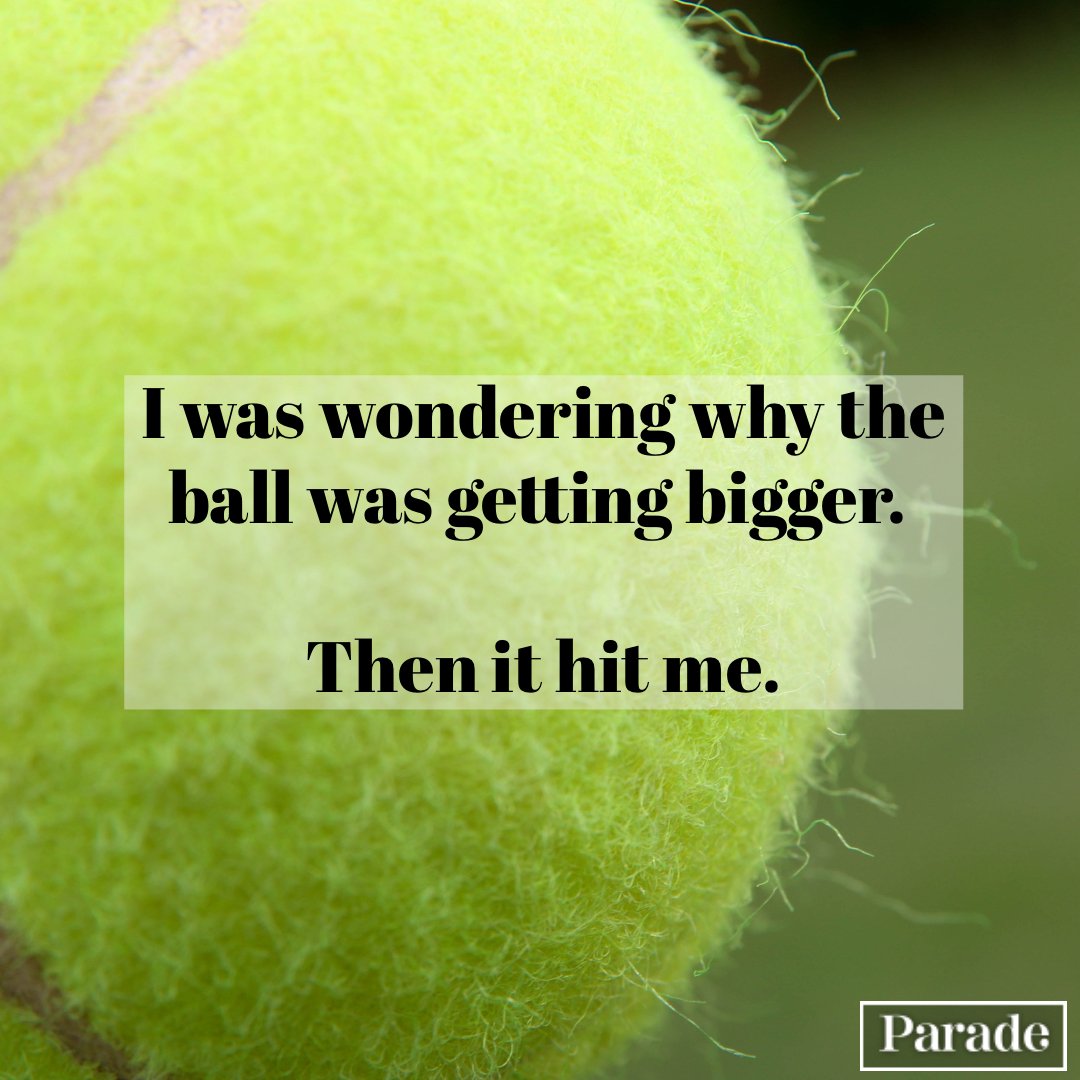 I was wondering why the
ball was getting bigger.
Then it hit me.
Parade